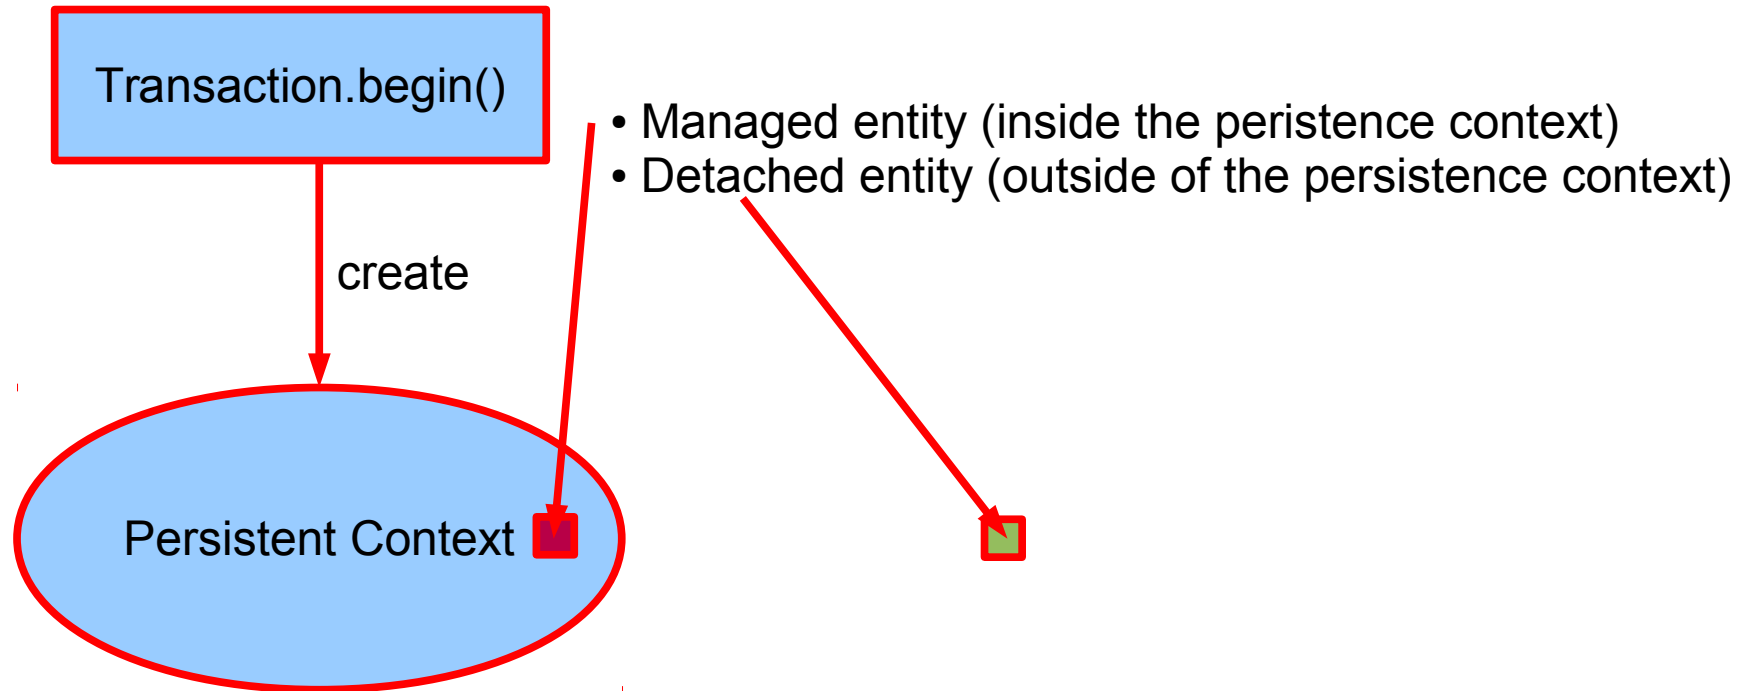 Transaction.begin()
• Managed entity (inside the peristence context)
• Detached entity (outside of the persistence context)
create
Persistent Context